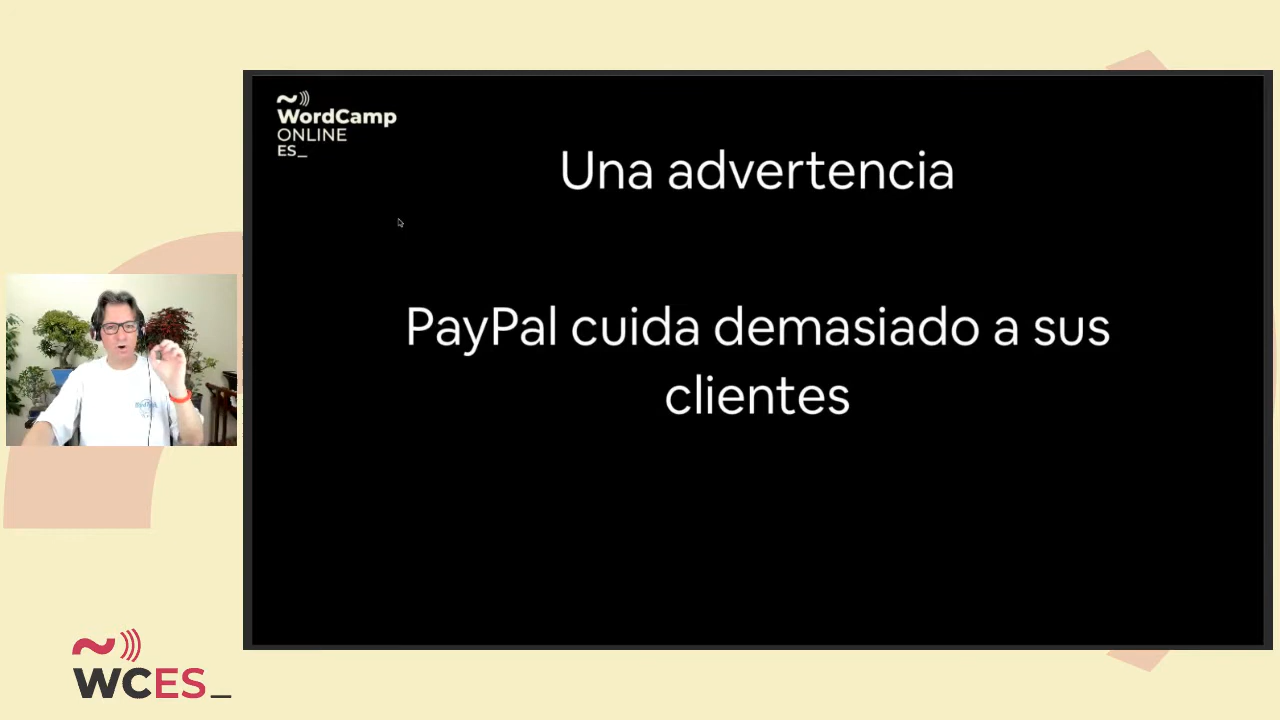 WordCamp
ONLINE
ES_
Una advertencia
PayPal cuida demasiado a sus
clientes
WCES_